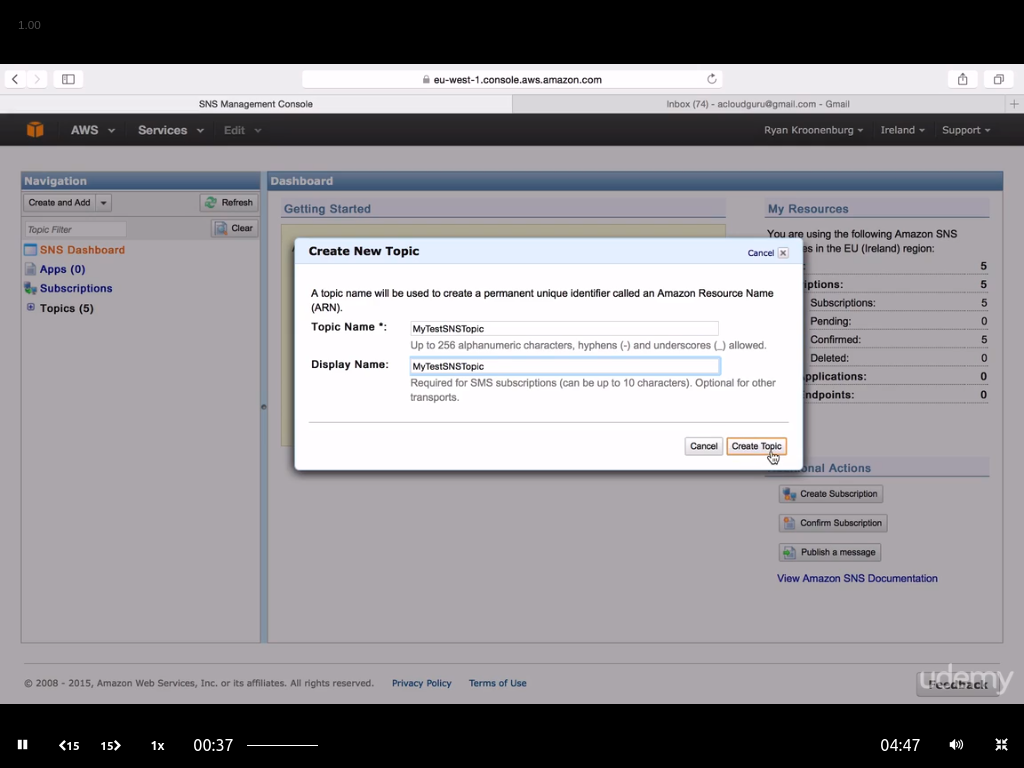 1.00
eu-west-1.console.aws.amazon.com
SNS Management Console
Inbox (74) - acloudguru@gmail.com - Gmail
AWS Services Edit Ryan Kroonenburg Ireland Support
Navigation
Create and Add Refresh
Topic Filter Clear
SNS Dashboard
Apps (0)
Subscriptions
Topics (5)
Dashboard
Getting Started
My Resources
You are using the following Amazon SNS
es in the EU (Ireland) region:
: 5
iptions: 5
Subscriptions: 5
Pending: 0
Confirmed: 5
Deleted: 0
pplications: 0
ndpoints: 0
Create New Topic Cancel
A topic name will be used to create a permanent unique identifier called an Amazon Resource Name
(ARN).
Topic Name *: MyTestSNSTopic
Up to 256 alphanumeric characters, hyphens (-) and underscores (_) allowed.
Display Name: MyTestSNSTopic
Required for SMS subscriptions (can be up to 10 characters). Optional for other
transports.
Cancel Create Topic
onal Actions
Create Subscription
Confirm Subscription
Publish a message
View Amazon SNS Documentation
© 2008 - 2015, Amazon Web Services, Inc. or its affiliates. All rights reserved. Privacy Policy Terms of Use
Feedback
udemy
15 15 1x 00:37 04:47